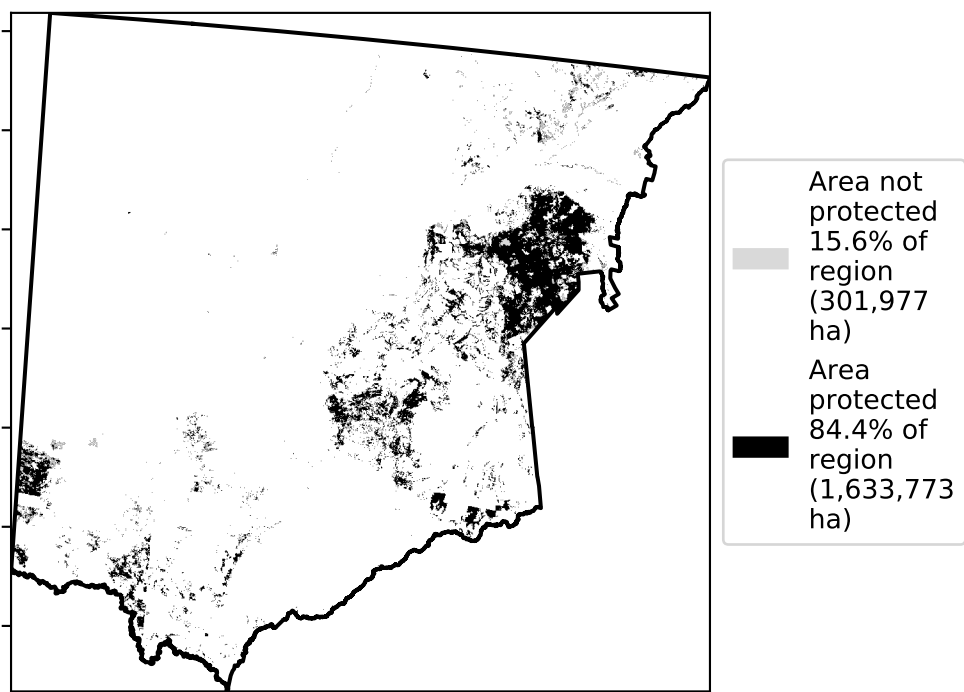 Area not
protected
15.6% of
region
(301,977
ha)
Area
protected
84.4% of
region
(1,633,773
ha)